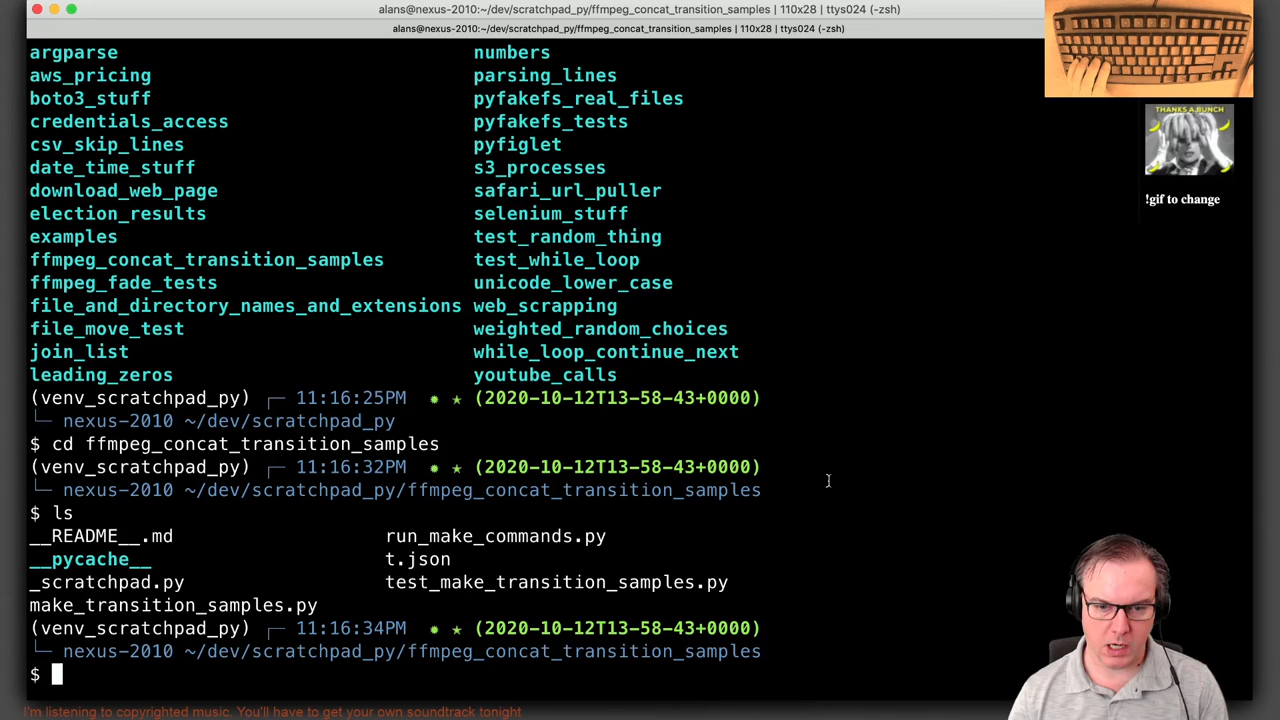 alans@nexus-2010:~/dev/scratchpad_py/ffmpeg_concat_transition_samples | 110x28 | ttys024 (-zsh)
alans@nexus-2010:~/dev/scratchpad_py/ffmpeg_concat_transition_samples | 110x28 | ttys024 (-zsh)
argparse numbers
aws_pricing parsing_lines
boto3_stuff pyfakefs_real_files
credentials_access pyfakefs_tests
csv_skip_lines pyfiglet
date_time_stuff s3_processes
download_web_page safari_url_puller
election_results selenium_stuff
examples test_random_thing
ffmpeg_concat_transition_samples test_while_loop
ffmpeg_fade_tests unicode_lower_case
file_and_directory_names_and_extensions web_scrapping
file_move_test weighted_random_choices
join_list while_loop_continue_next
leading_zeros youtube_calls
(venv_scratchpad_py) ┌─ 11:16:25PM ✹ ★ (2020-10-12T13-58-43+0000)
└─ nexus-2010 ~/dev/scratchpad_py
$ cd ffmpeg_concat_transition_samples
(venv_scratchpad_py) ┌─ 11:16:32PM ✹ ★ (2020-10-12T13-58-43+0000)
└─ nexus-2010 ~/dev/scratchpad_py/ffmpeg_concat_transition_samples
$ ls
__README__.md run_make_commands.py
__pycache__ t.json
_scratchpad.py test_make_transition_samples.py
make_transition_samples.py
(venv_scratchpad_py) ┌─ 11:16:34PM ✹ ★ (2020-10-12T13-58-43+0000)
└─ nexus-2010 ~/dev/scratchpad_py/ffmpeg_concat_transition_samples
$
THANKS A BUNCH
!gif to change
I'm listening to copyrighted music. You'll have to get your own soundtrack tonight